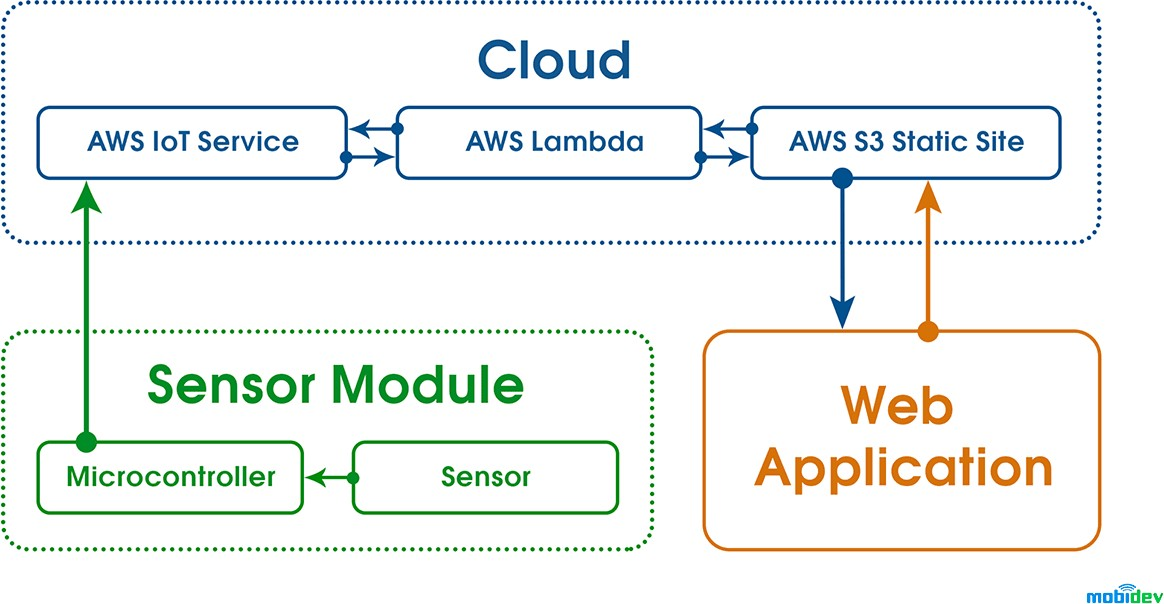 Cloud
AWS IoT Service
AWS Lambda
AWS S3 Static Site
Sensor Module
Microcontroller
Sensor
Web
Application
mobidev